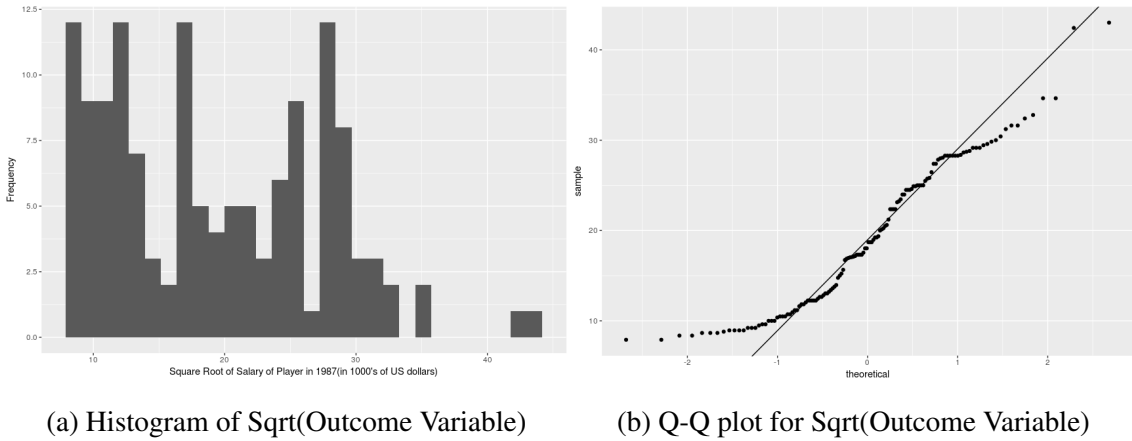 12.5
10.0
7.5
5.0
2.5
0.0
Frequency
10 20 30 40
Square Root of Salary of Player in 1987(in 1000's of US dollars)
40
30
20
10
sample
-2 -1 0 1 2
theoretical
(a) Histogram of Sqrt(Outcome Variable)
(b) Q-Q plot for Sqrt(Outcome Variable)